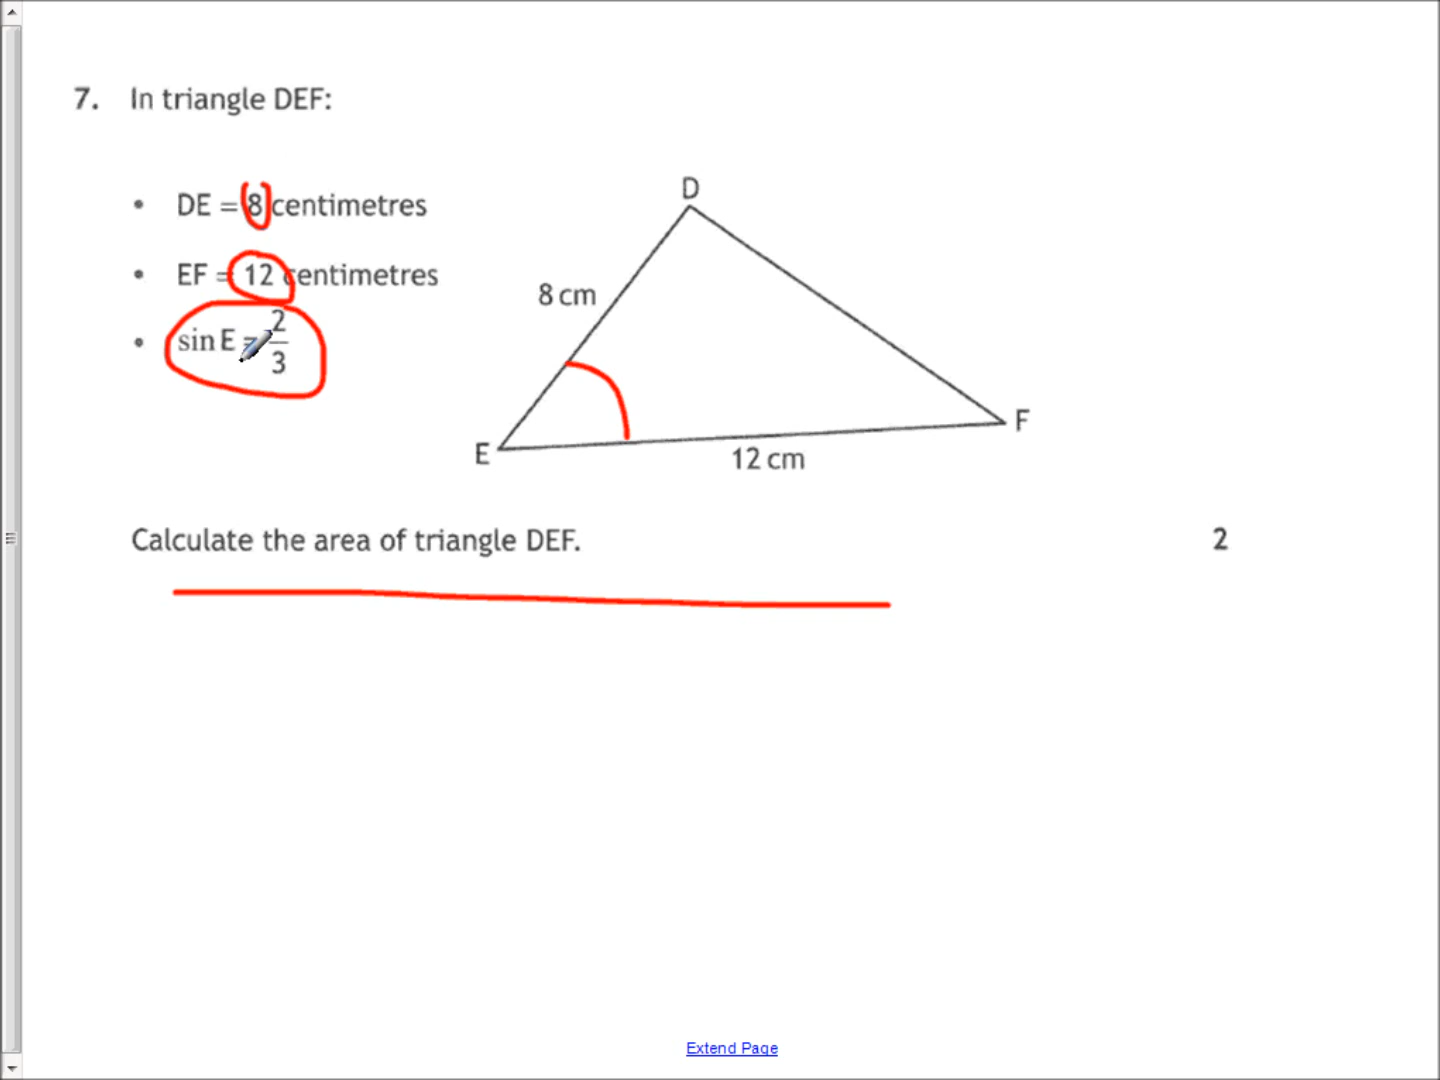 7. In triangle DEF:
• DE = 8 centimetres
• EF = 12 centimetres
• sin E = 2/3
D
8 cm
E
F
12 cm
Calculate the area of triangle DEF. 2
Extend Page